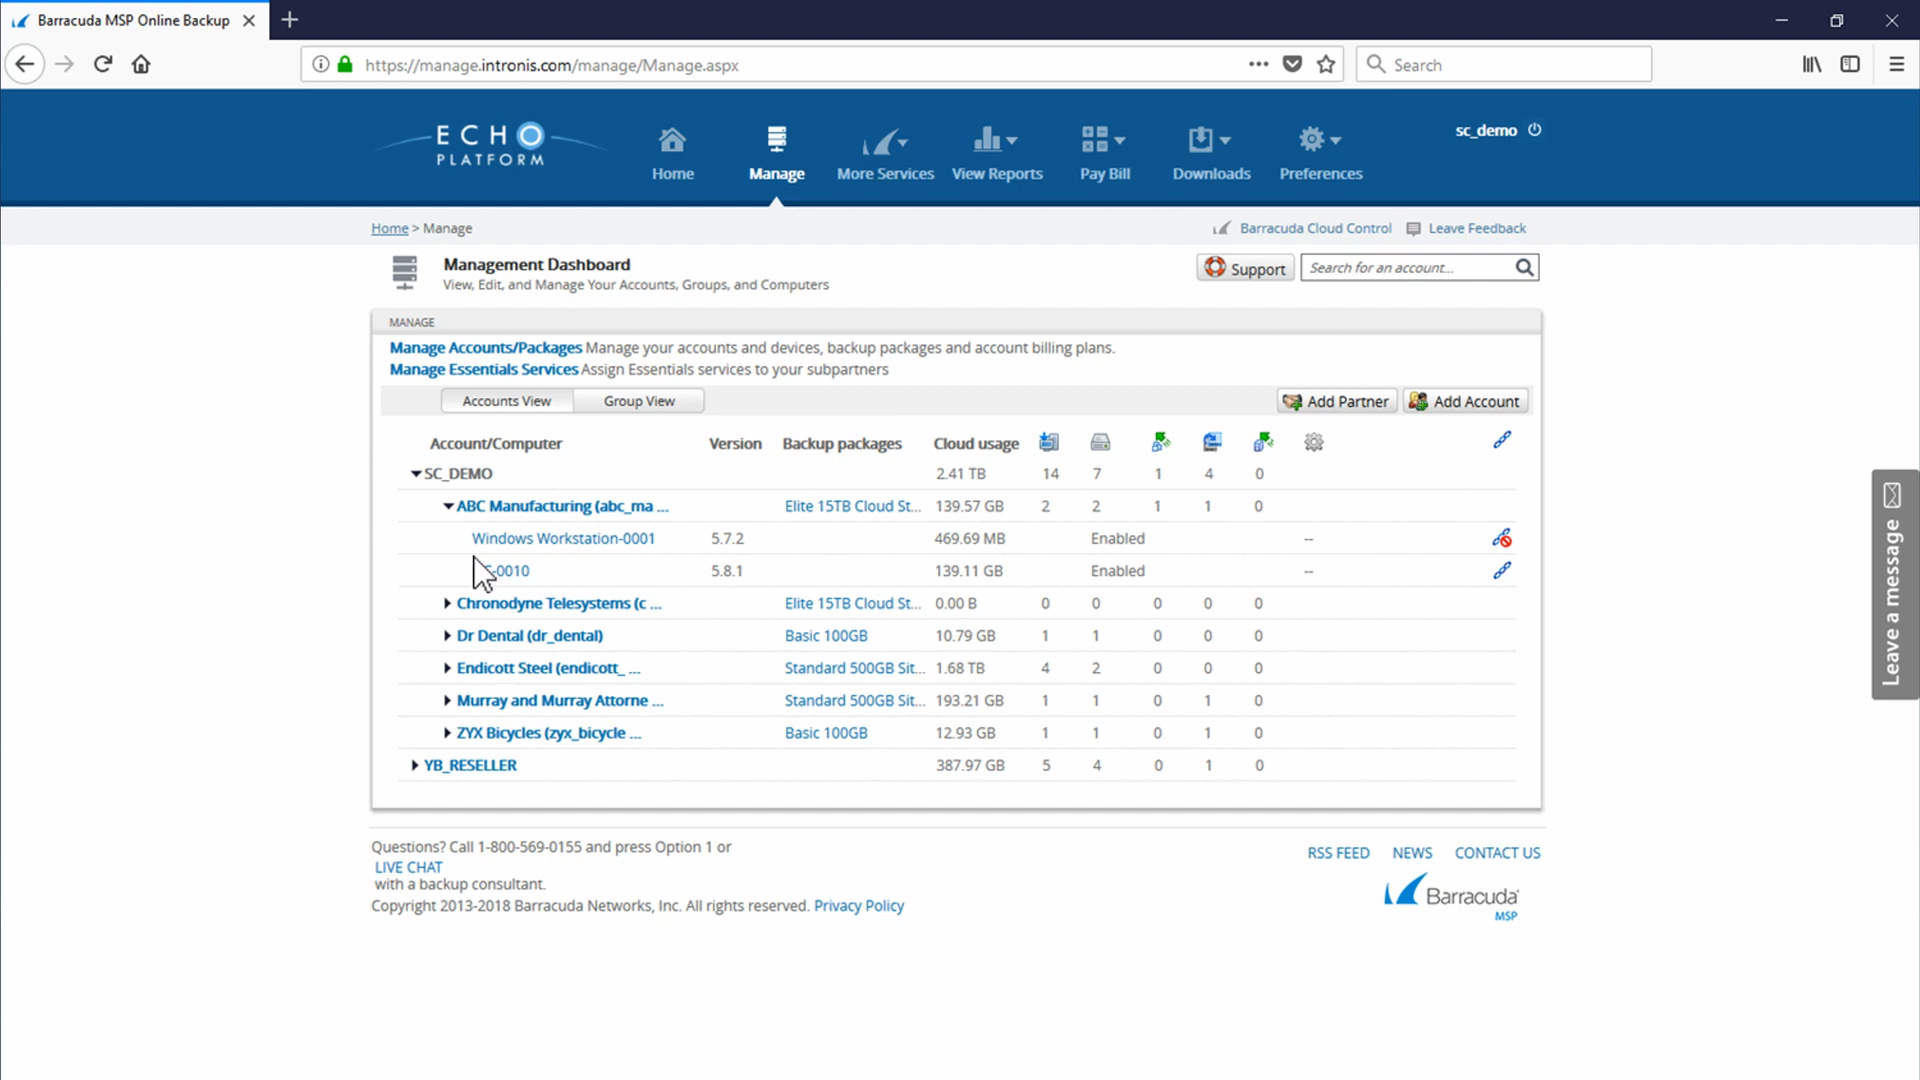 Barracuda MSP Online Backup
https://manage.intronis.com/manage/Manage.aspx
Search
ECHO
PLATFORM
Home Manage More Services View Reports Pay Bill Downloads Preferences
sc_demo
Home > Manage
Barracuda Cloud Control Leave Feedback
Management Dashboard
View, Edit, and Manage Your Accounts, Groups, and Computers
Support
Search for an account...
MANAGE
Manage Accounts/Packages Manage your accounts and devices, backup packages and account billing plans.
Manage Essentials Services Assign Essentials services to your subpartners
Accounts View Group View Add Partner Add Account
Account/Computer Version Backup packages Cloud usage
SC_DEMO 2.41 TB 14 7 1 4 0
ABC Manufacturing (abc_ma ... Elite 15TB Cloud St... 139.57 GB 2 2 1 1 0
Windows Workstation-0001 5.7.2 469.69 MB Enabled --
-0010 5.8.1 139.11 GB Enabled --
Chronodyne Telesystems (c ... Elite 15TB Cloud St... 0.00 B 0 0 0 0 0
Dr Dental (dr_dental) Basic 100GB 10.79 GB 1 1 0 0 0
Endicott Steel (endicott_ ... Standard 500GB Sit... 1.68 TB 4 2 0 0 0
Murray and Murray Attorne ... Standard 500GB Sit... 193.21 GB 1 1 0 1 0
ZYX Bicycles (zyx_bicycle ... Basic 100GB 12.93 GB 1 1 0 1 0
YB_RESELLER 387.97 GB 5 4 0 1 0
Leave a message
Questions? Call 1-800-569-0155 and press Option 1 or
LIVE CHAT
with a backup consultant.
Copyright 2013-2018 Barracuda Networks, Inc. All rights reserved. Privacy Policy
RSS FEED NEWS CONTACT US
Barracuda
MSP